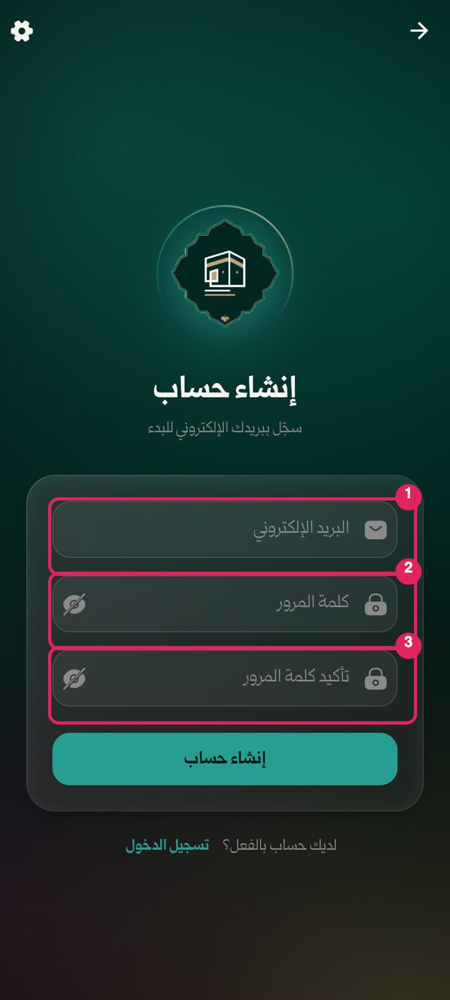 إنشاء حساب
سجّل ببريدك الإلكتروني للبدء
1
البريد الإلكتروني
2
كلمة المرور
3
تأكيد كلمة المرور
إنشاء حساب
لديك حساب بالفعل؟ تسجيل الدخول